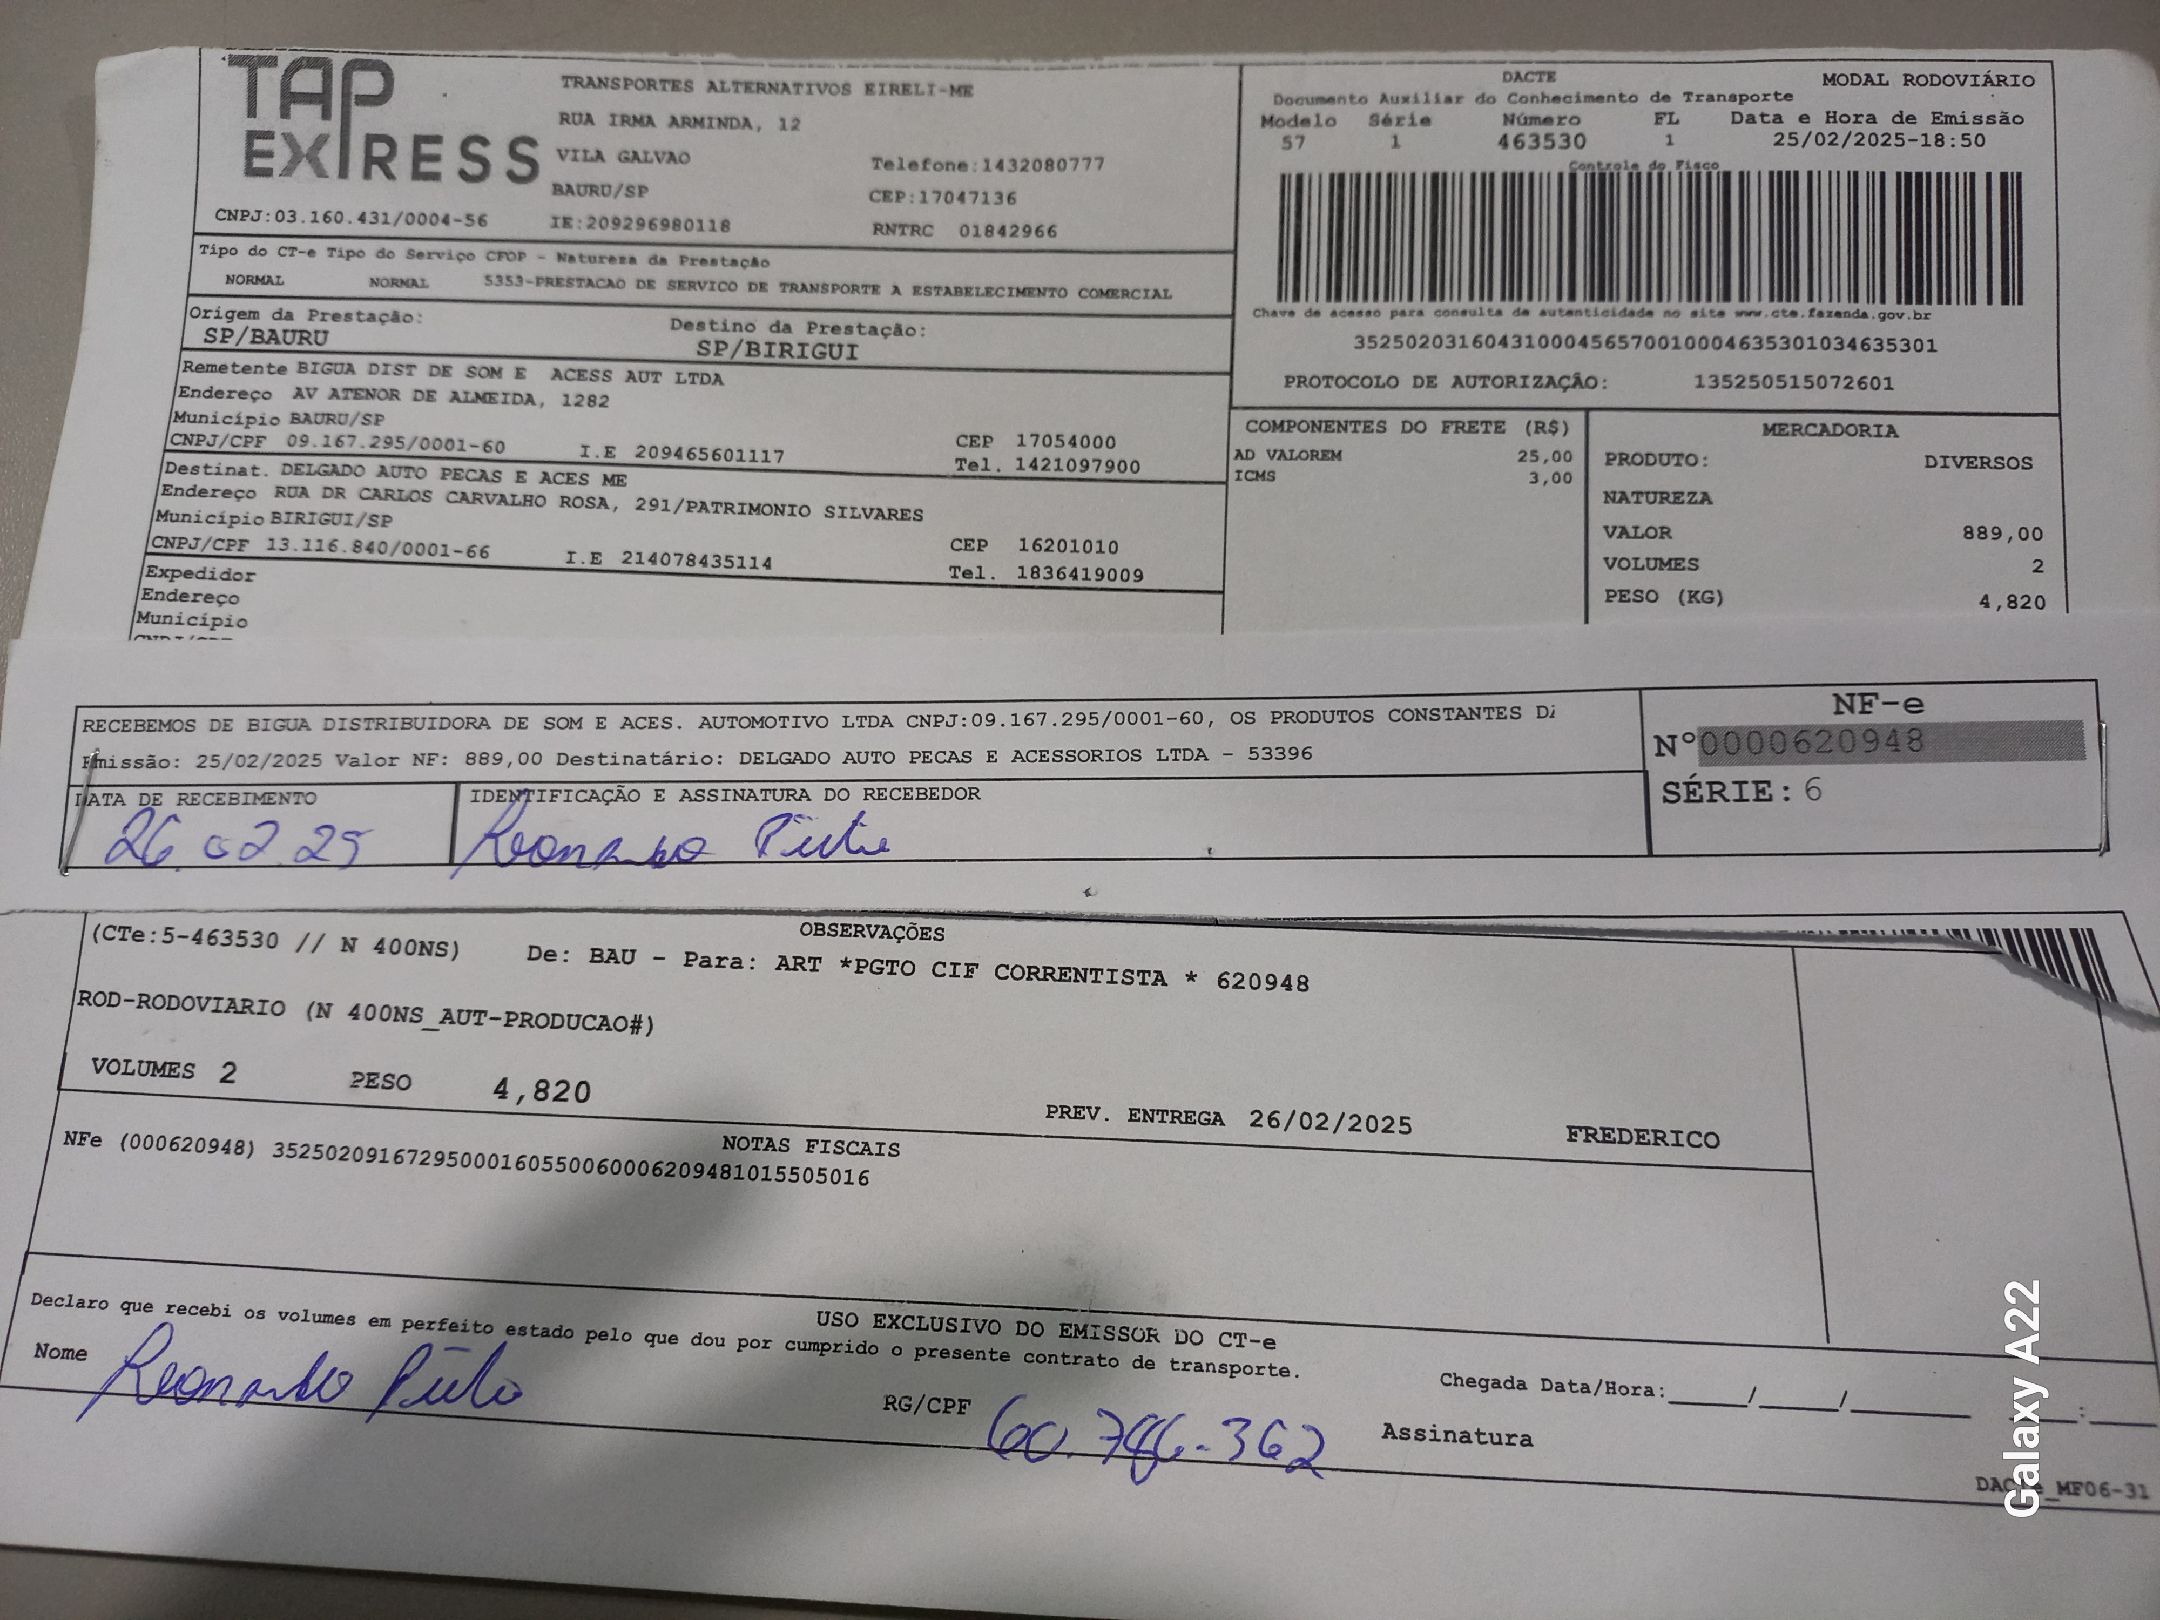 TAP EXPRESS
TRANSPORTES ALTERNATIVOS EIRELI-ME
RUA IRMA ARMINDA, 12
VILA GALVAO
Telefone:1432080777
BAURU/SP
CEP:17047136
CNPJ:03.160.431/0004-56
IE:209296980118
RNTRC 01842966
DACTE
MODAL RODOVIÁRIO
Documento Auxiliar do Conhecimento de Transporte
Modelo Série Número FL Data e Hora de Emissão
57 1 463530 1 25/02/2025-18:50
Controle do Fisco
Chave de acesso para consulta de autenticidade no site www.cte.fazenda.gov.br
35250203160431000456570010004635301034635301
PROTOCOLO DE AUTORIZAÇÃO: 135250515072601
Tipo do CT-e Tipo do Serviço CFOP - Natureza da Prestação
NORMAL NORMAL 5353-PRESTACAO DE SERVICO DE TRANSPORTE A ESTABELECIMENTO COMERCIAL
Origem da Prestação: Destino da Prestação:
SP/BAURU SP/BIRIGUI
Remetente BIGUA DIST DE SOM E ACESS AUT LTDA
Endereço AV ATENOR DE ALMEIDA, 1282
Município BAURU/SP
CNPJ/CPF 09.167.295/0001-60 I.E 209465601117 CEP 17054000
Tel. 1421097900
Destinat. DELGADO AUTO PECAS E ACES ME
Endereço RUA DR CARLOS CARVALHO ROSA, 291/PATRIMONIO SILVARES
Município BIRIGUI/SP
CNPJ/CPF 13.116.840/0001-66 I.E 214078435114 CEP 16201010
Tel. 1836419009
Expedidor
Endereço
Município
COMPONENTES DO FRETE (R$)
AD VALOREM 25,00
ICMS 3,00
MERCADORIA
PRODUTO: DIVERSOS
NATUREZA
VALOR 889,00
VOLUMES 2
PESO (KG) 4,820
RECEBEMOS DE BIGUA DISTRIBUIDORA DE SOM E ACES. AUTOMOTIVO LTDA CNPJ:09.167.295/0001-60, OS PRODUTOS CONSTANTES DA
Emissão: 25/02/2025 Valor NF: 889,00 Destinatário: DELGADO AUTO PECAS E ACESSORIOS LTDA - 53396
DATA DE RECEBIMENTO IDENTIFICAÇÃO E ASSINATURA DO RECEBEDOR
26.02.25 Leonardo
NF-e
Nº0000620948
SÉRIE: 6
OBSERVAÇÕES
(CTe:5-463530 // N 400NS) De: BAU - Para: ART *PGTO CIF CORRENTISTA * 620948
ROD-RODOVIARIO (N 400NS_AUT-PRODUCAO#)
VOLUMES 2 PESO 4,820
PREV. ENTREGA 26/02/2025 FREDERICO
NOTAS FISCAIS
NFe (000620948) 35250209167295000160550060006209481015505016
USO EXCLUSIVO DO EMISSOR DO CT-e
Declaro que recebi os volumes em perfeito estado pelo que dou por cumprido o presente contrato de transporte.
Nome Leonardo RG/CPF 60.746-362 Assinatura
Chegada Data/Hora:_____/_____/_______ ___:____
MF06-31
Galaxy A22